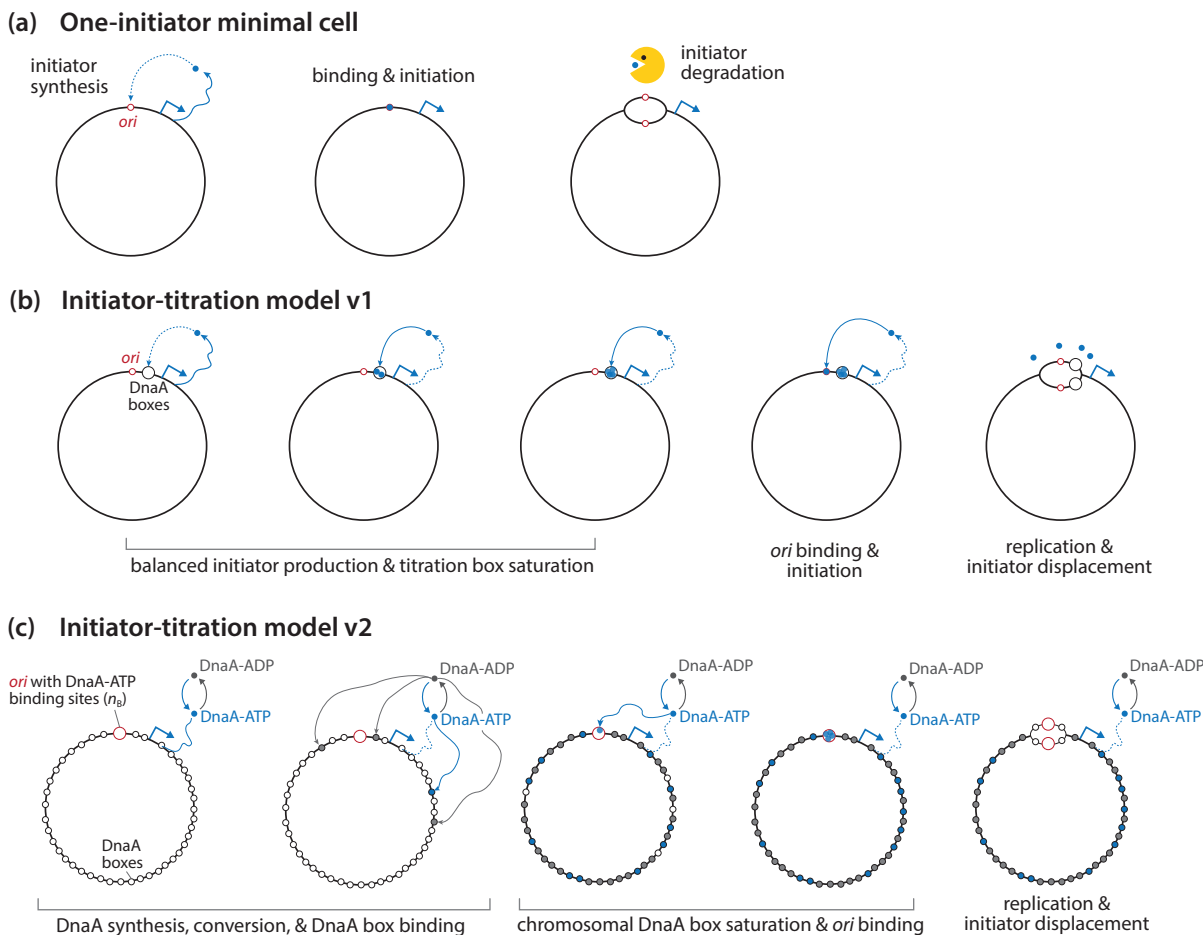 (a) One-initiator minimal cell
initiator
synthesis
ori
binding & initiation
initiator
degradation
(b) Initiator-titration model v1
ori
DnaA
boxes
balanced initiator production & titration box saturation
ori binding &
initiation
replication &
initiator displacement
(c) Initiator-titration model v2
ori with DnaA-ATP
binding sites (nB)
DnaA-ADP
DnaA-ATP
DnaA
boxes
DnaA-ADP
DnaA-ATP
DnaA-ADP
DnaA-ATP
DnaA-ADP
DnaA-ATP
DnaA-ADP
DnaA-ATP
DnaA synthesis, conversion, & DnaA box binding
chromosomal DnaA box saturation & ori binding
replication &
initiator displacement